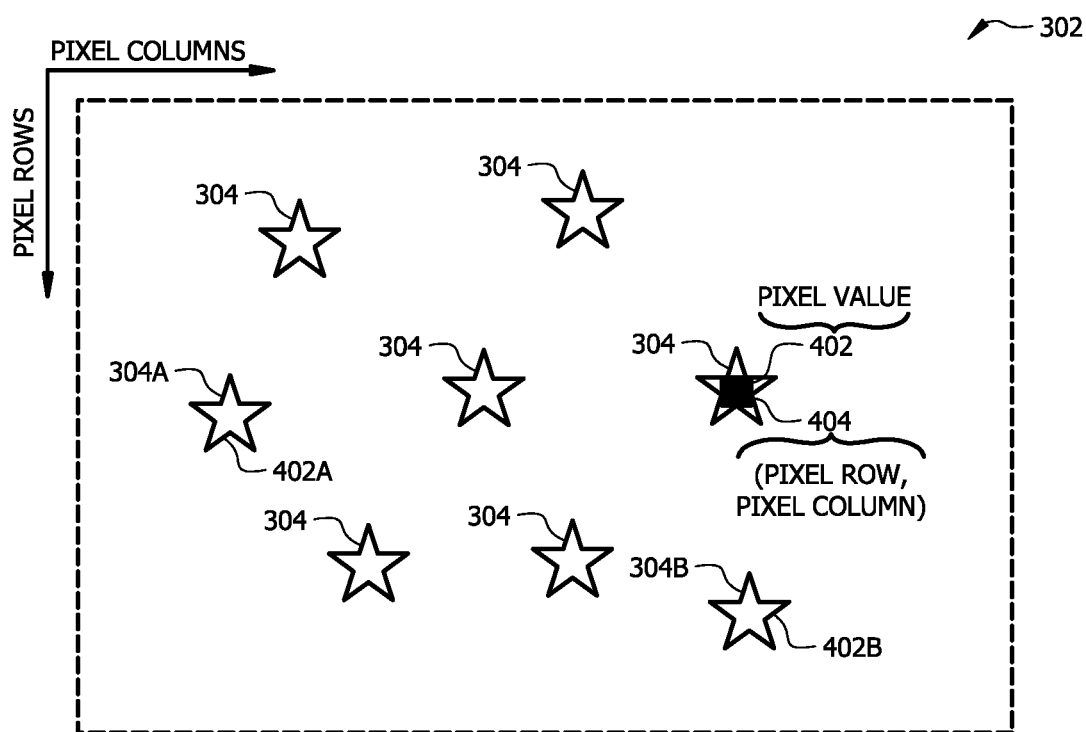 302
PIXEL COLUMNS
PIXEL ROWS
304
304
PIXEL VALUE
304
304
402
304A
404
402A
(PIXEL ROW,
PIXEL COLUMN)
304
304
304B
402B